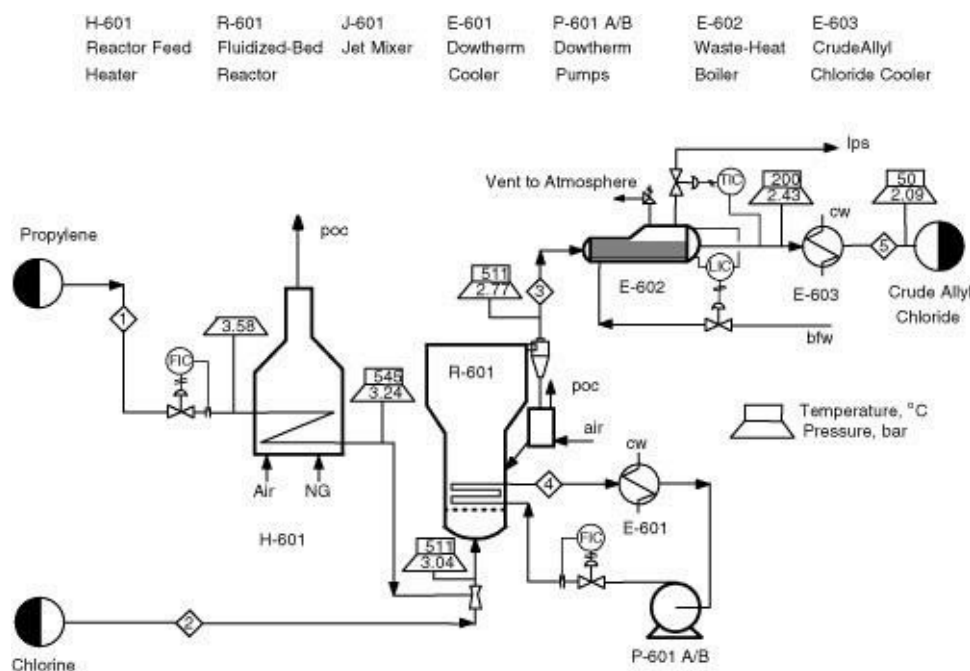 H-601 R-601 J-601 E-601 P-601 A/B E-602 E-603
Reactor Feed Fluidized-Bed Jet Mixer Dowtherm Dowtherm Waste-Heat CrudeAllyl
Heater Reactor Cooler Pumps Boiler Chloride Cooler
lps
Vent to Atmosphere
TIC
200
2.43
50
2.09
cw
poc
Propylene
511
2.77
3
LIC
5
E-602
E-603
Crude Allyl
Chloride
1
3.58
bfw
FIC
545
3.24
R-601
poc
Temperature, °C
Pressure, bar
air
cw
4
Air NG
E-601
H-601
511
3.04
FIC
2
Chlorine
P-601 A/B